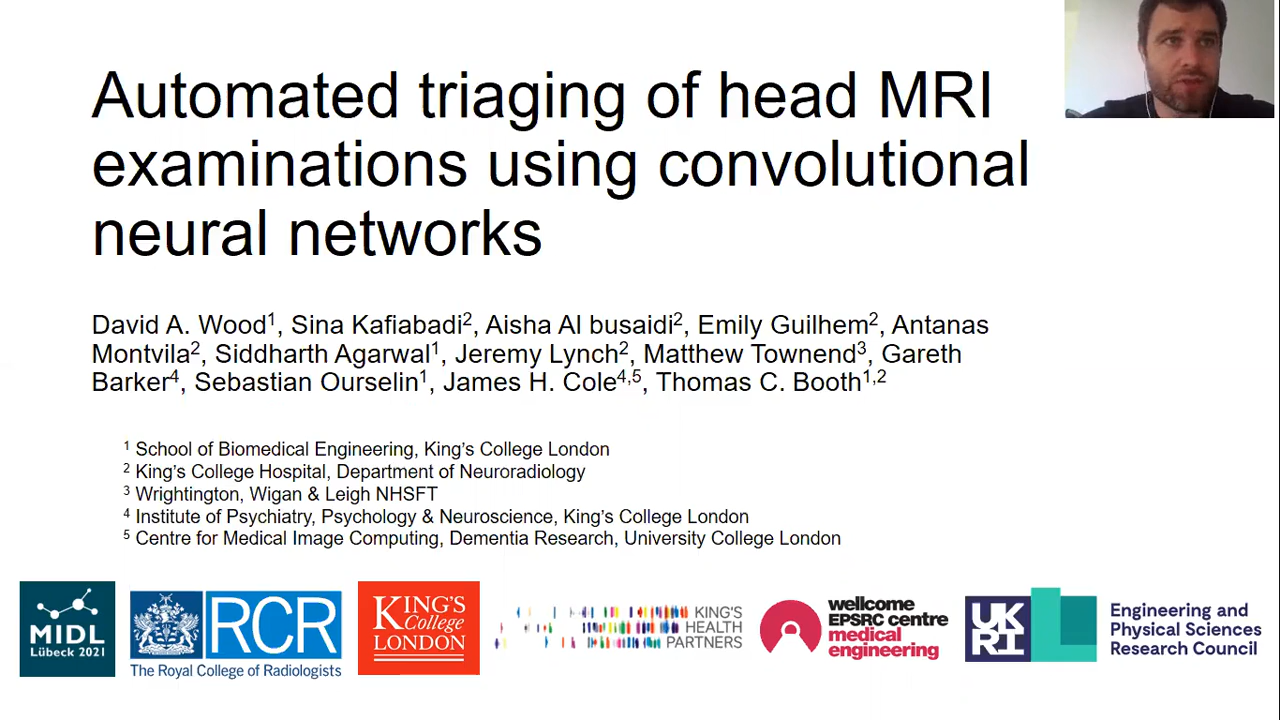 Automated triaging of head MRI
examinations using convolutional
neural networks
David A. Wood¹, Sina Kafiabadi², Aisha Al busaidi², Emily Guilhem², Antanas
Montvila², Siddharth Agarwal¹, Jeremy Lynch², Matthew Townend³, Gareth
Barker⁴, Sebastian Ourselin¹, James H. Cole⁴,⁵, Thomas C. Booth¹,²
¹ School of Biomedical Engineering, King's College London
² King's College Hospital, Department of Neuroradiology
³ Wrightington, Wigan & Leigh NHSFT
⁴ Institute of Psychiatry, Psychology & Neuroscience, King's College London
⁵ Centre for Medical Image Computing, Dementia Research, University College London
MIDL
Lübeck 2021
RCR
The Royal College of Radiologists
KING'S
College
LONDON
KING'S
HEALTH
PARTNERS
wellcome
EPSRC centre
medical
engineering
UK
RI
Engineering and
Physical Sciences
Research Council